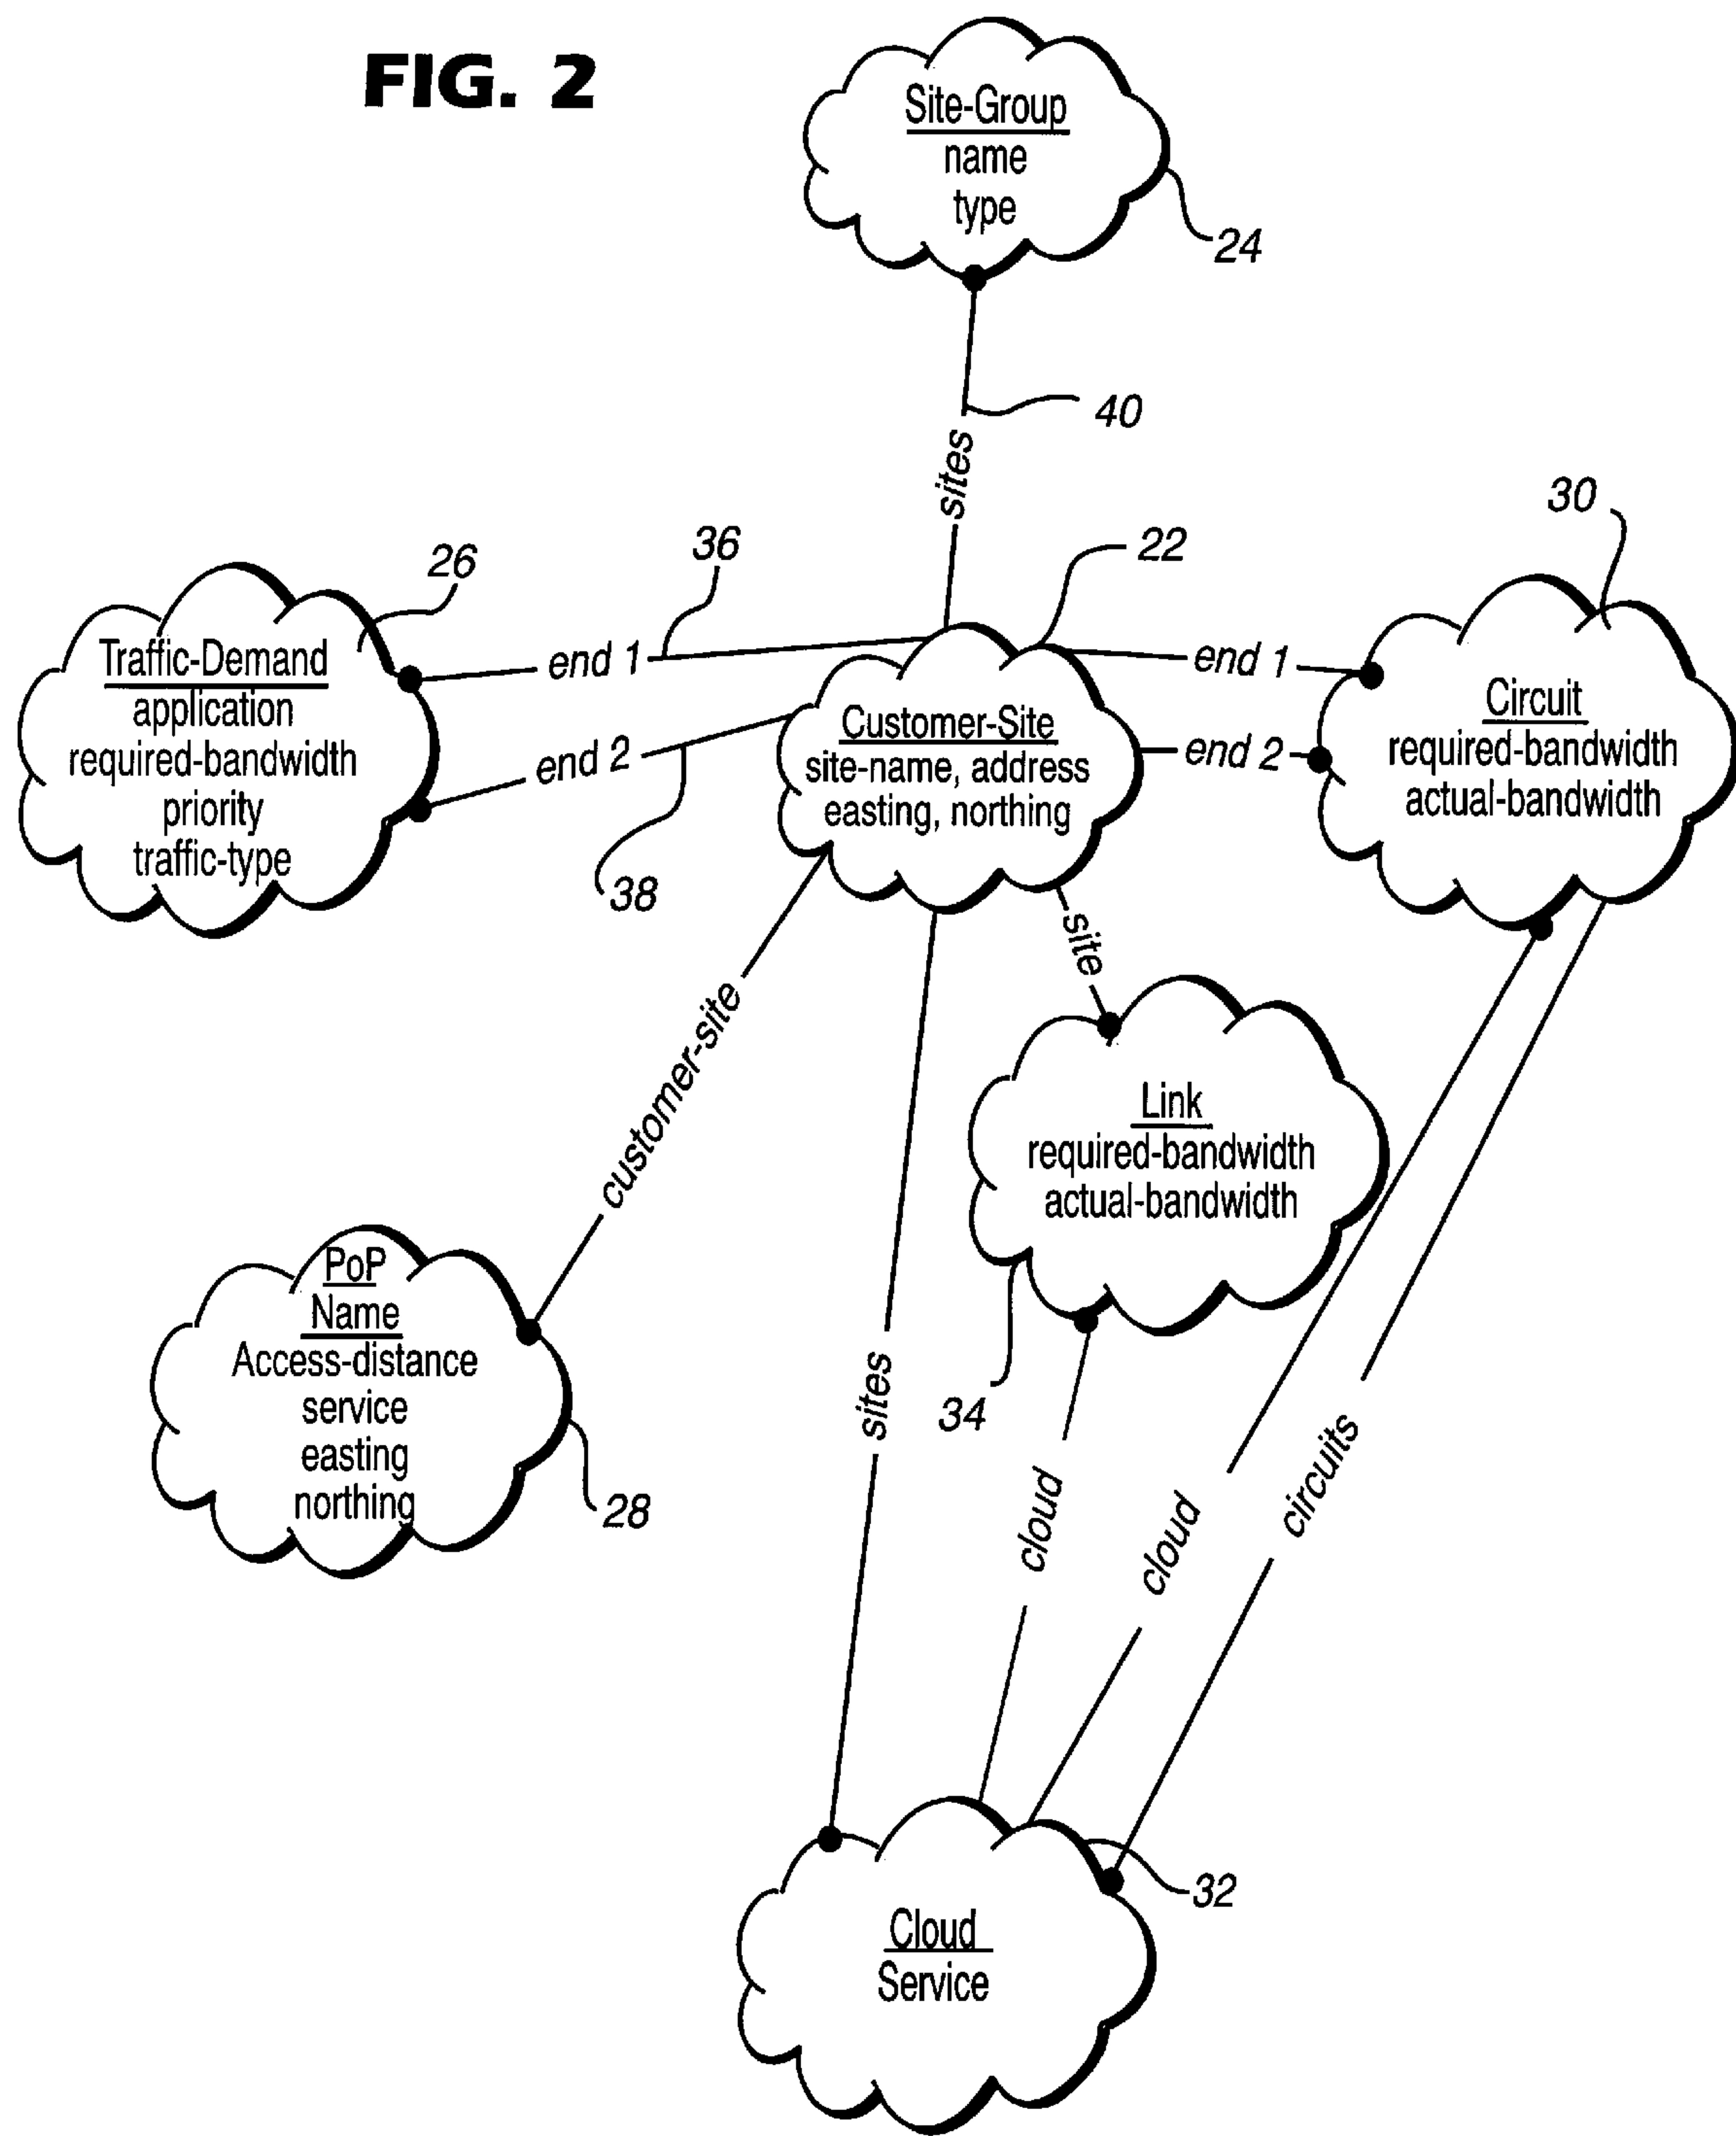 FIG. 2
Site-Group
name
type
24
40
sites
30
36
22
26
Traffic-Demand
application
required-bandwidth
priority
traffic-type
end 1
end 2
38
Customer-Site
site-name, address
easting, northing
end 1
end 2
Circuit
required-bandwidth
actual-bandwidth
site
customer-site
Link
required-bandwidth
actual-bandwidth
34
PoP
Name
Access-distance
service
easting
northing
28
sites
cloud
cloud
circuits
32
Cloud
Service